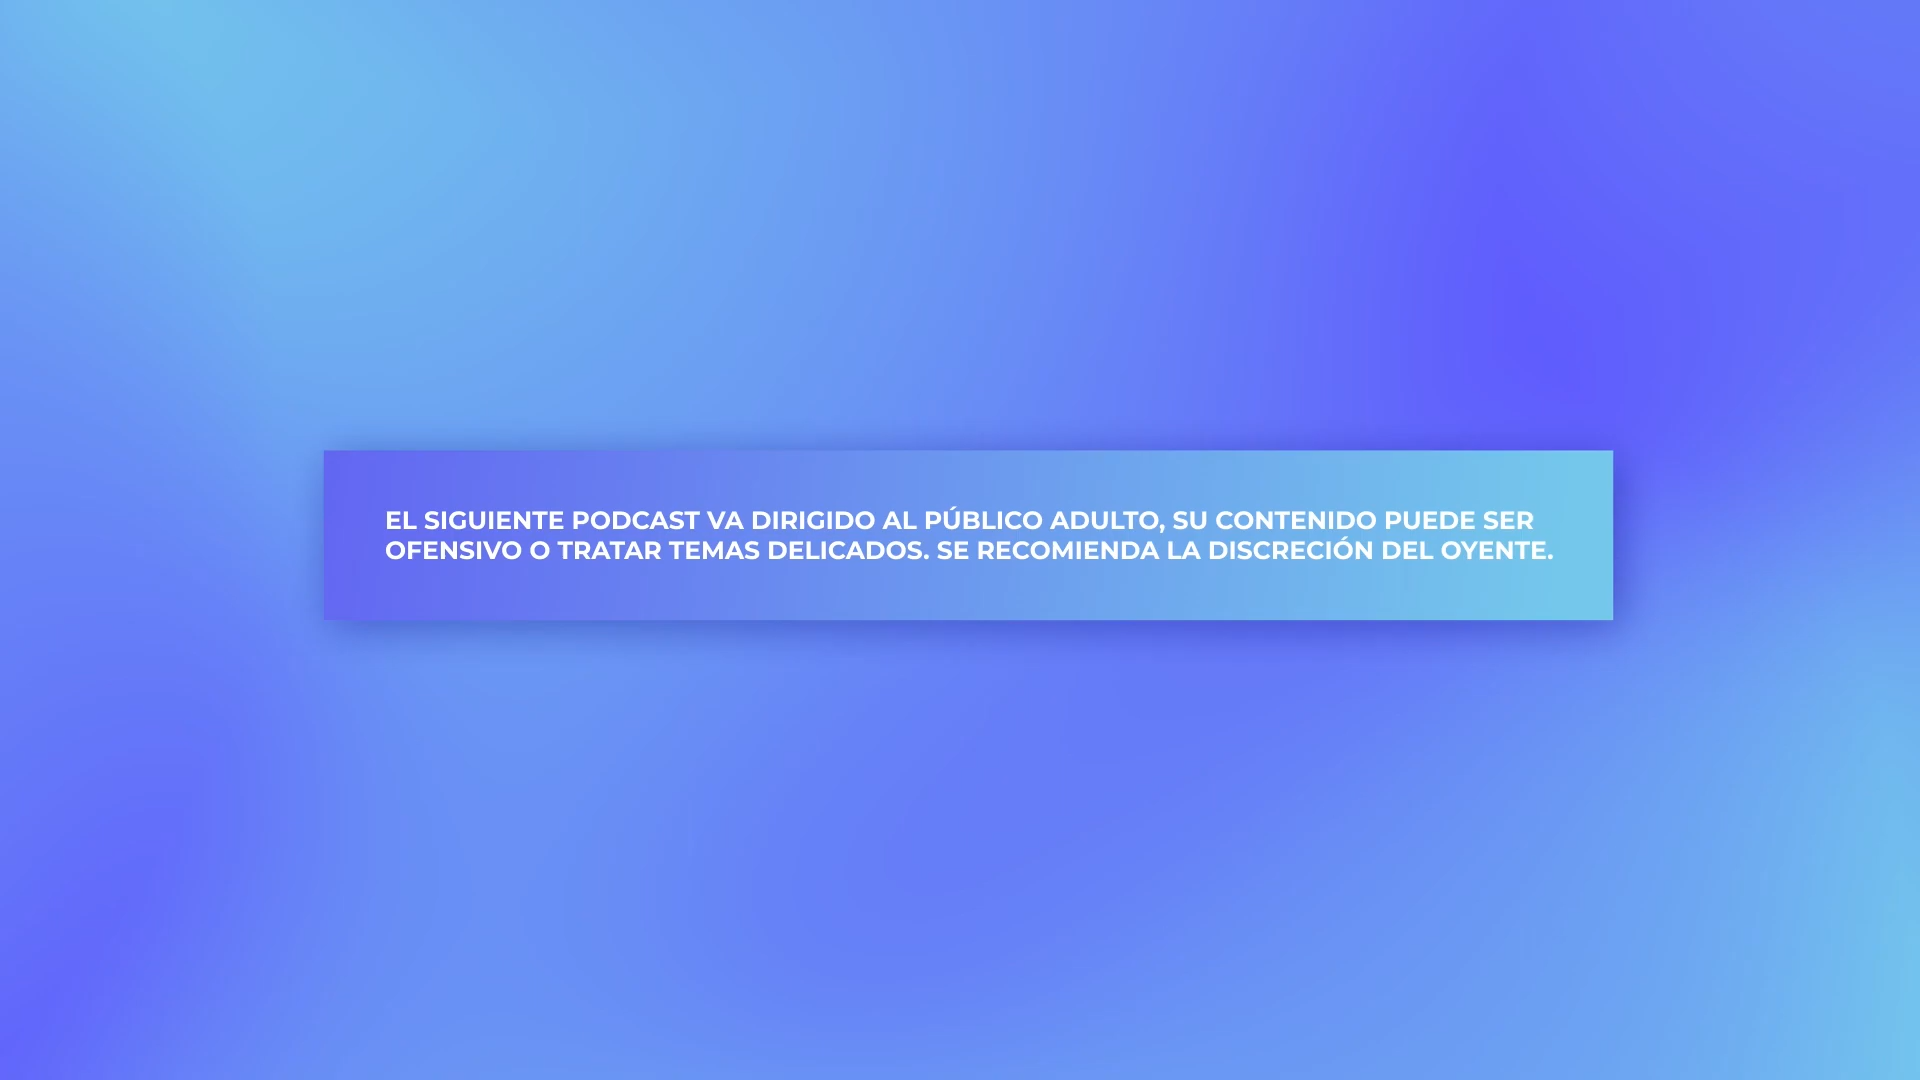 EL SIGUIENTE PODCAST VA DIRIGIDO AL PÚBLICO ADULTO, SU CONTENIDO PUEDE SER
OFENSIVO O TRATAR TEMAS DELICADOS. SE RECOMIENDA LA DISCRECIÓN DEL OYENTE.